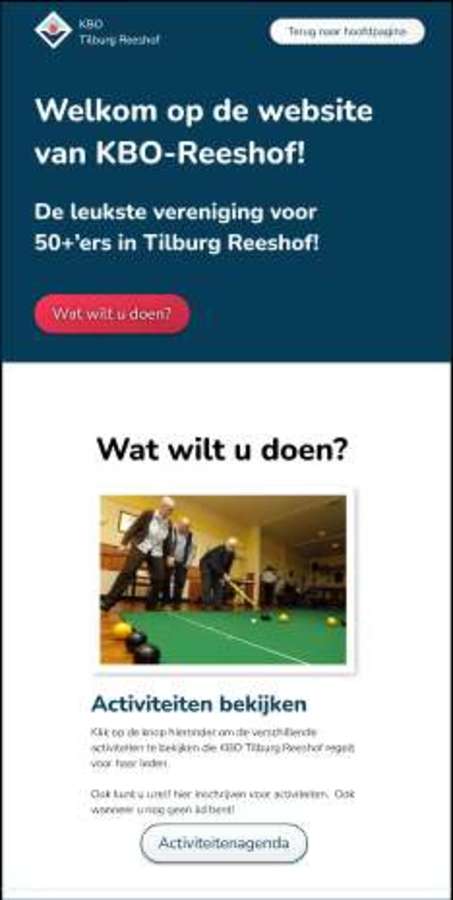 KBO
Tilburg Reeshof
Terug naar hoofdpagina
Welkom op de website
van KBO-Reeshof!
De leukste vereniging voor
50+'ers in Tilburg Reeshof!
Wat wilt u doen?
Wat wilt u doen?
Activiteiten bekijken
Klik op de knop hieronder om de verschillende
activiteiten te bekijken die KBO Tilburg Reeshof regelt
voor haar leden.
Ook kunt u uzelf hier inschrijven voor activiteiten. Ook
wanneer u nog geen lid bent!
Activiteitenagenda